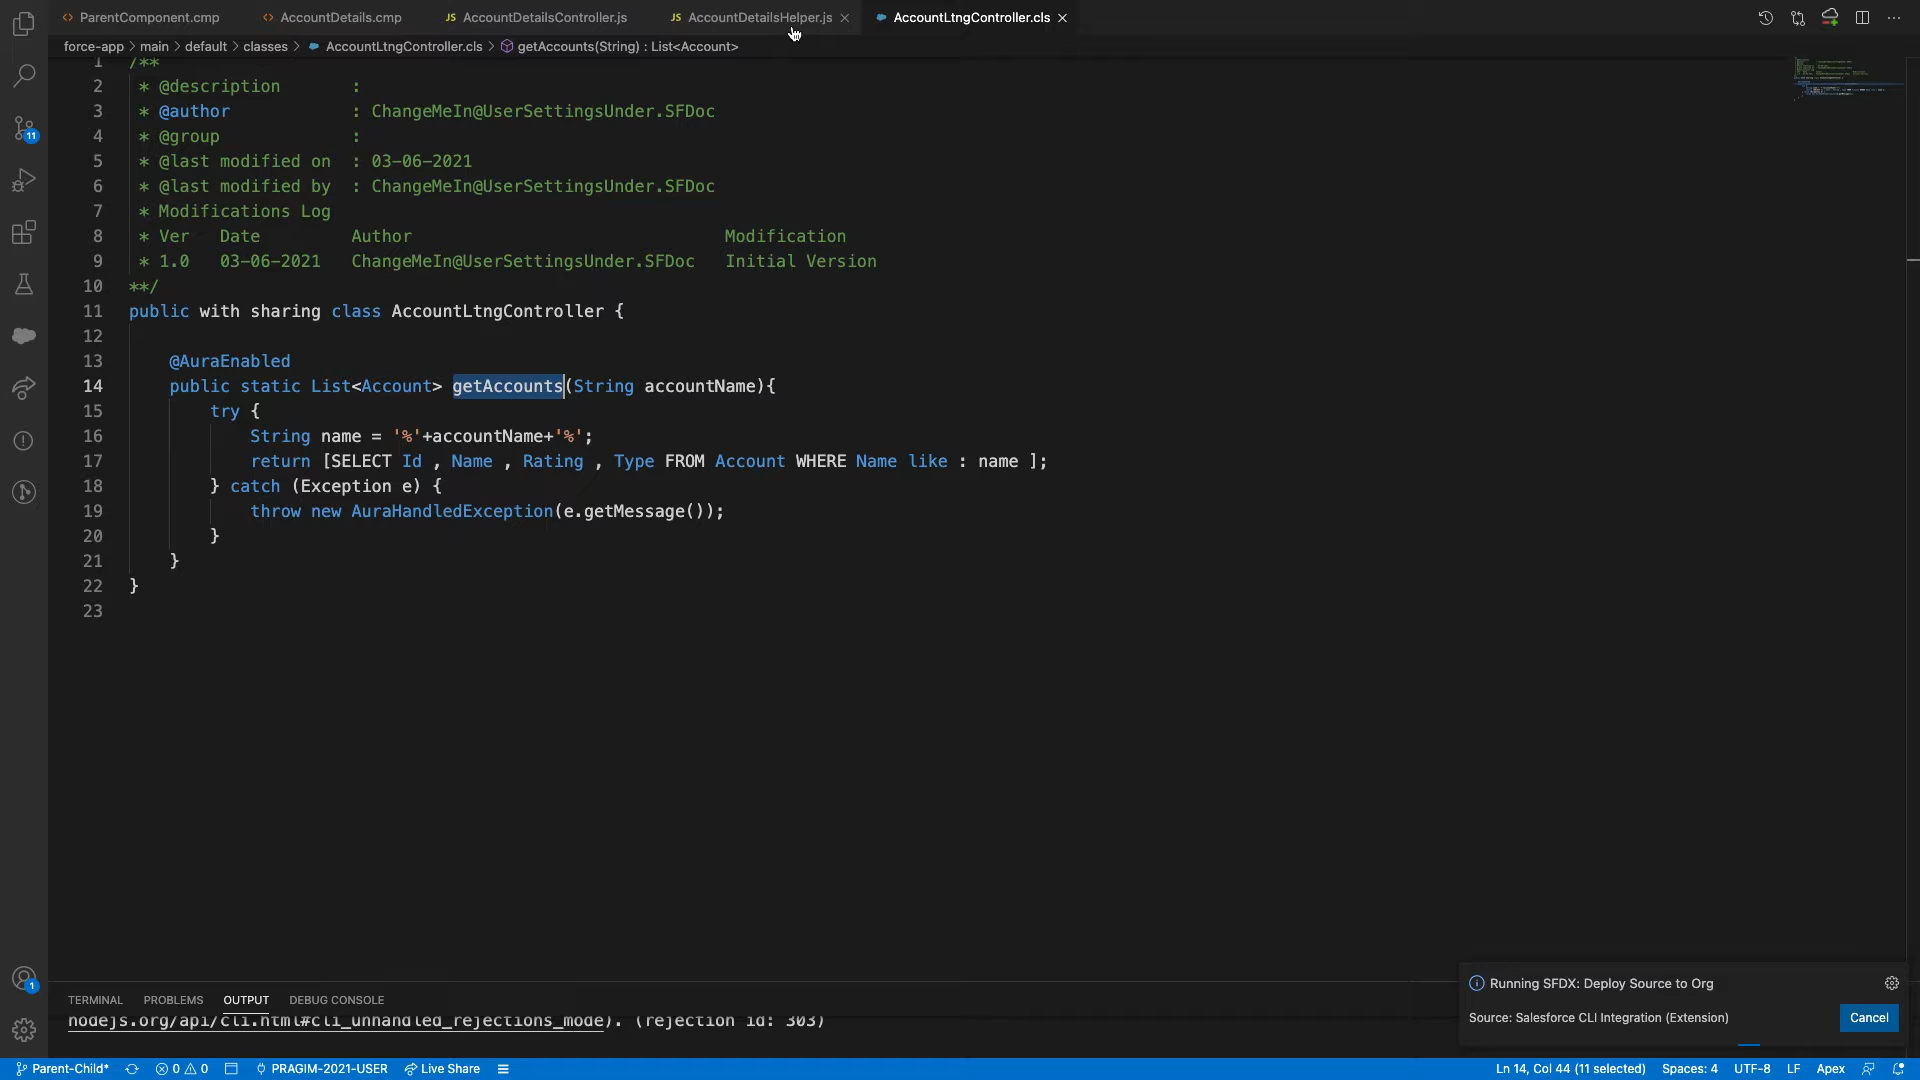 ParentComponent.cmp AccountDetails.cmp JS AccountDetailsController.js JS AccountDetailsHelper.js AccountLtngController.cls
force-app > main > default > classes > AccountLtngController.cls > getAccounts(String) : List<Account>
1 /**
2 * @description :
3 * @author : ChangeMeIn@UserSettingsUnder.SFDoc
4 * @group :
5 * @last modified on : 03-06-2021
6 * @last modified by : ChangeMeIn@UserSettingsUnder.SFDoc
7 * Modifications Log
8 * Ver Date Author Modification
9 * 1.0 03-06-2021 ChangeMeIn@UserSettingsUnder.SFDoc Initial Version
10 **/
11 public with sharing class AccountLtngController {
12
13 @AuraEnabled
14 public static List<Account> getAccounts(String accountName){
15 try {
16 String name = '%'+accountName+'%';
17 return [SELECT Id , Name , Rating , Type FROM Account WHERE Name like : name ];
18 } catch (Exception e) {
19 throw new AuraHandledException(e.getMessage());
20 }
21 }
22 }
23
11
1
TERMINAL PROBLEMS OUTPUT DEBUG CONSOLE
nodejs.org/api/cli.html#cli_unhandled_rejections_mode). (rejection id: 303)
Running SFDX: Deploy Source to Org
Source: Salesforce CLI Integration (Extension) Cancel
Parent-Child* 0 0 PRAGIM-2021-USER Live Share Ln 14, Col 44 (11 selected) Spaces: 4 UTF-8 LF Apex